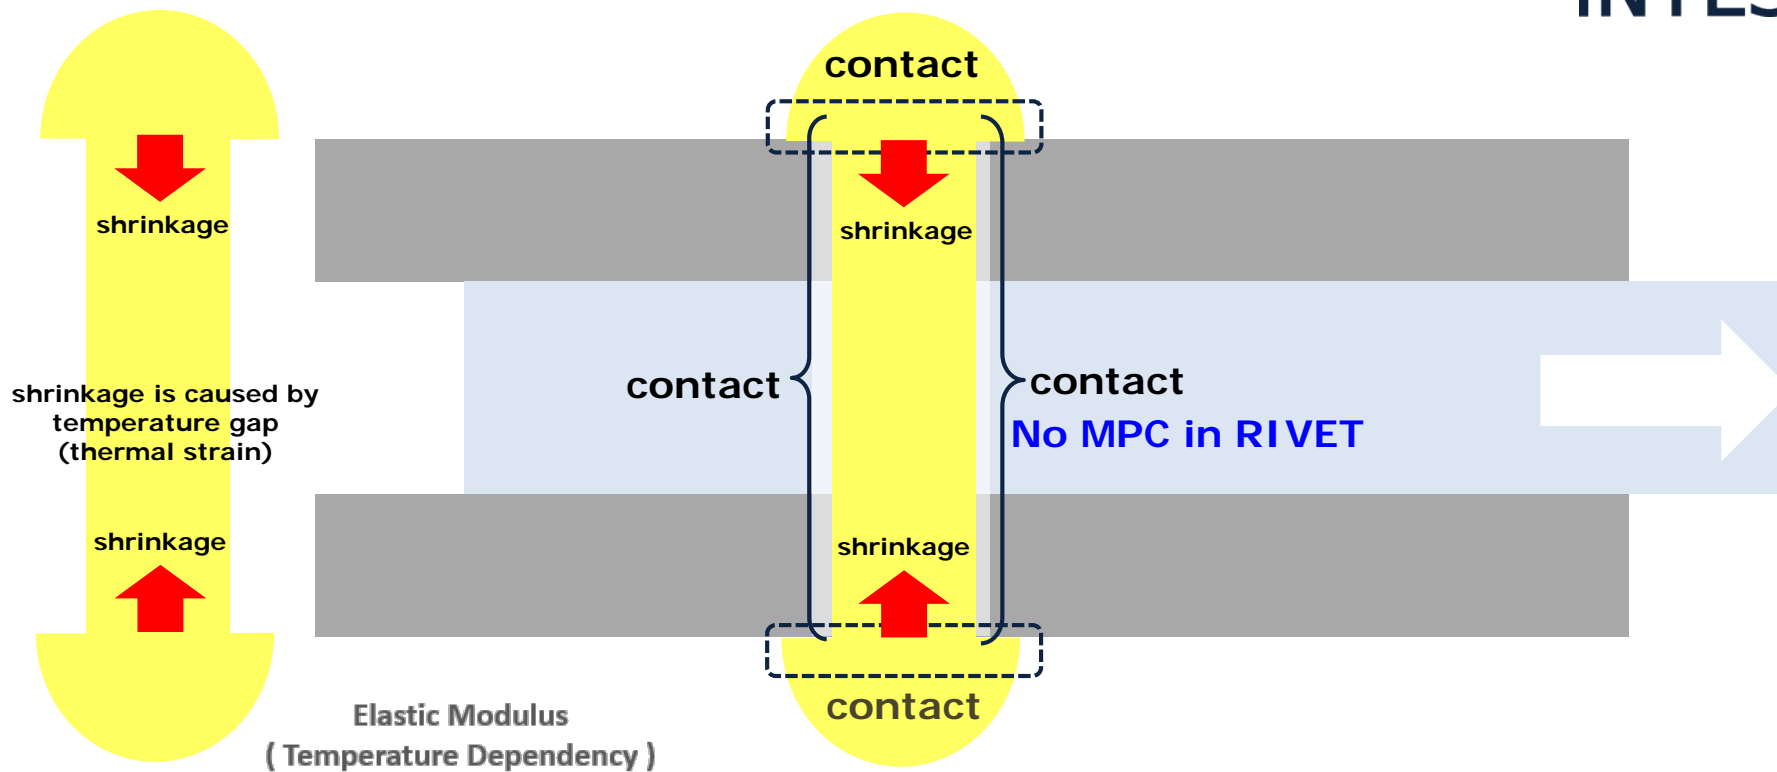 contact
shrinkage
shrinkage
shrinkage is caused by
temperature gap
(thermal strain)
contact
contact
No MPC in RIVET
shrinkage
shrinkage
contact
Elastic Modulus
( Temperature Dependency )